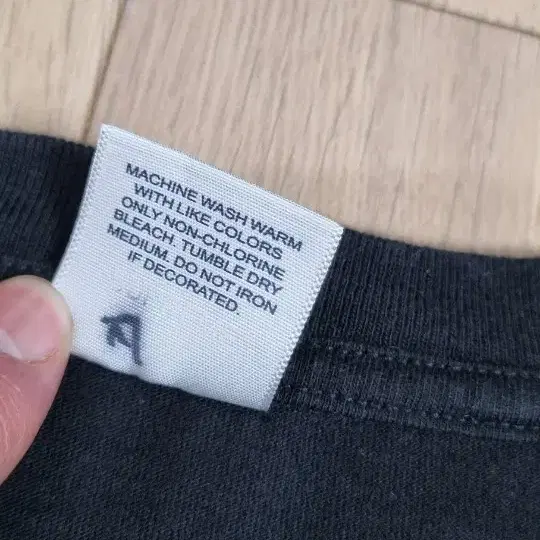 MACHINE WASH WARM
WITH LIKE COLORS
ONLY NON-CHLORINE
BLEACH. TUMBLE DRY
MEDIUM. DO NOT IRON
IF DECORATED.